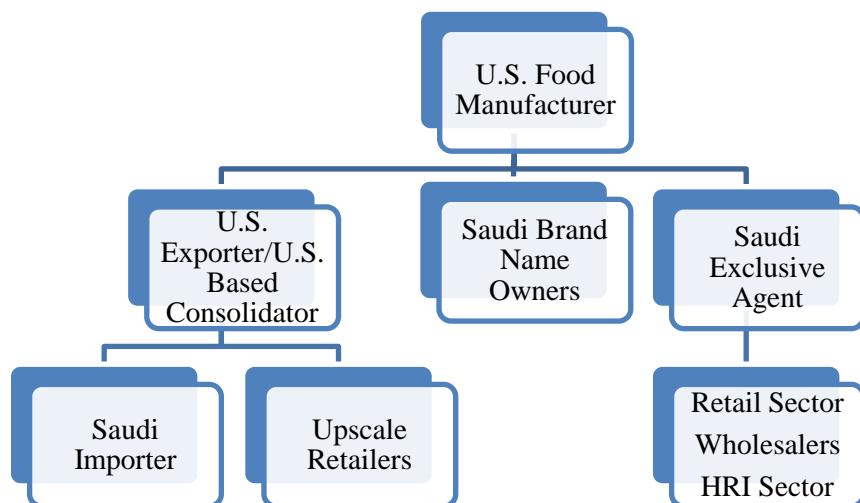 U.S. Food
Manufacturer
U.S.
Exporter/U.S.
Based
Consolidator
Saudi Brand
Name
Owners
Saudi
Exclusive
Agent
Saudi
Importer
Upscale
Retailers
Retail Sector
Wholesalers
HRI Sector